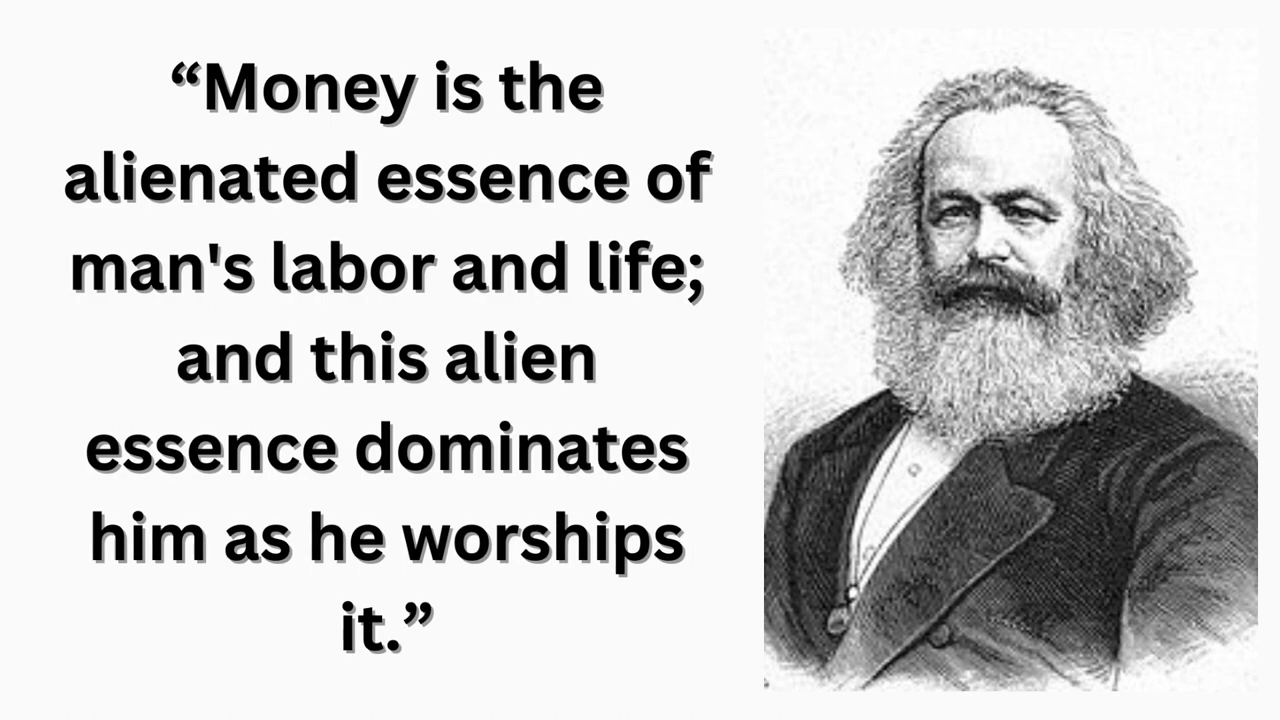 “Money is the
alienated essence of
man's labor and life;
and this alien
essence dominates
him as he worships
it.”